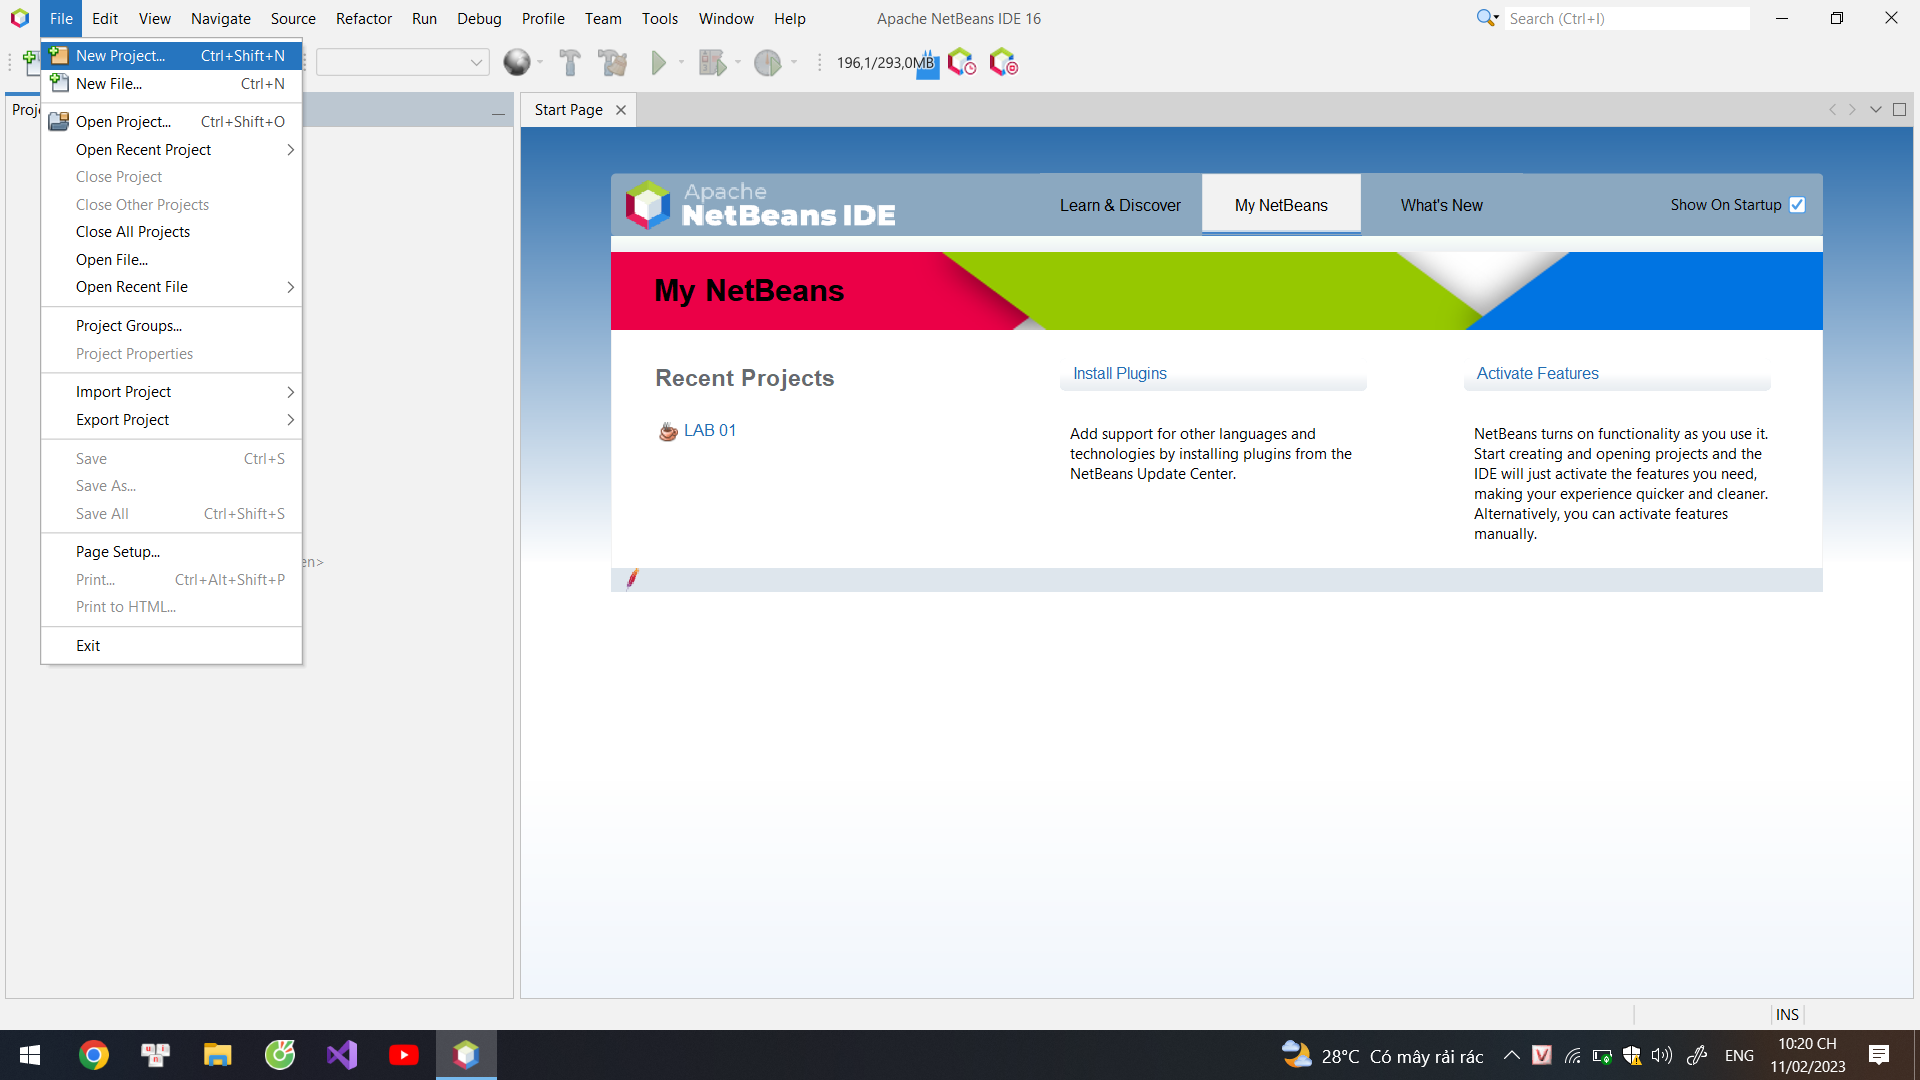 File Edit View Navigate Source Refactor Run Debug Profile Team Tools Window Help
Apache NetBeans IDE 16
Search (Ctrl+I)
New Project... Ctrl+Shift+N
New File... Ctrl+N
Open Project... Ctrl+Shift+O
Open Recent Project
Close Project
Close Other Projects
Close All Projects
Open File...
Open Recent File
Project Groups...
Project Properties
Import Project
Export Project
Save Ctrl+S
Save As...
Save All Ctrl+Shift+S
Page Setup...
Print... Ctrl+Alt+Shift+P
Print to HTML...
Exit
196,1/293,0MB
Start Page
Apache
NetBeans IDE
Learn & Discover
My NetBeans
What's New
Show On Startup
My NetBeans
Recent Projects
LAB 01
Install Plugins
Add support for other languages and
technologies by installing plugins from the
NetBeans Update Center.
Activate Features
NetBeans turns on functionality as you use it.
Start creating and opening projects and the
IDE will just activate the features you need,
making your experience quicker and cleaner.
Alternatively, you can activate features
manually.
INS
28°C Có mây rải rác
ENG
10:20 CH
11/02/2023